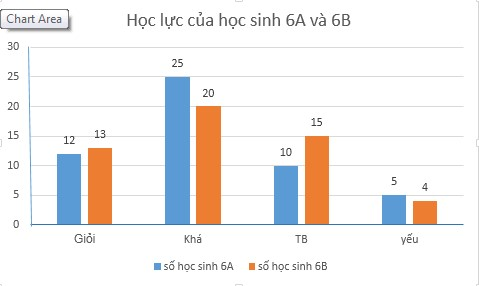 Chart Area
Học lực của học sinh 6A và 6B
30
25
20
15
10
5
0
12 13
25 20
10 15
5 4
Giỏi Khá TB yếu
số học sinh 6A số học sinh 6B